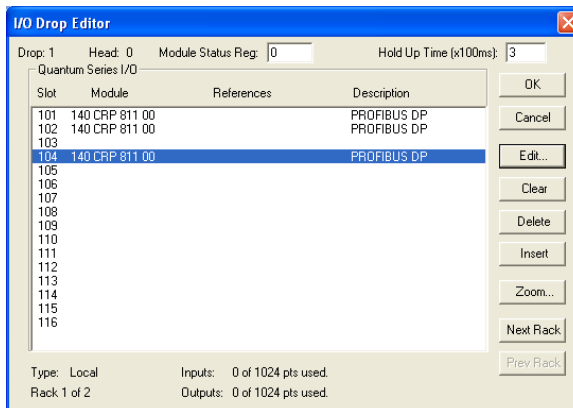 I/O Drop Editor
Drop: 1 Head: 0 Module Status Reg: 0 Hold Up Time (x100ms): 3
Quantum Series I/O
Slot Module References Description
101 140 CRP 811 00 PROFIBUS DP
102 140 CRP 811 00 PROFIBUS DP
103
104 140 CRP 811 00 PROFIBUS DP
105
106
107
108
109
110
111
112
113
114
115
116
OK
Cancel
Edit...
Clear
Delete
Insert
Zoom...
Next Rack
Prev Rack
Type: Local Inputs: 0 of 1024 pts used.
Rack 1 of 2 Outputs: 0 of 1024 pts used.